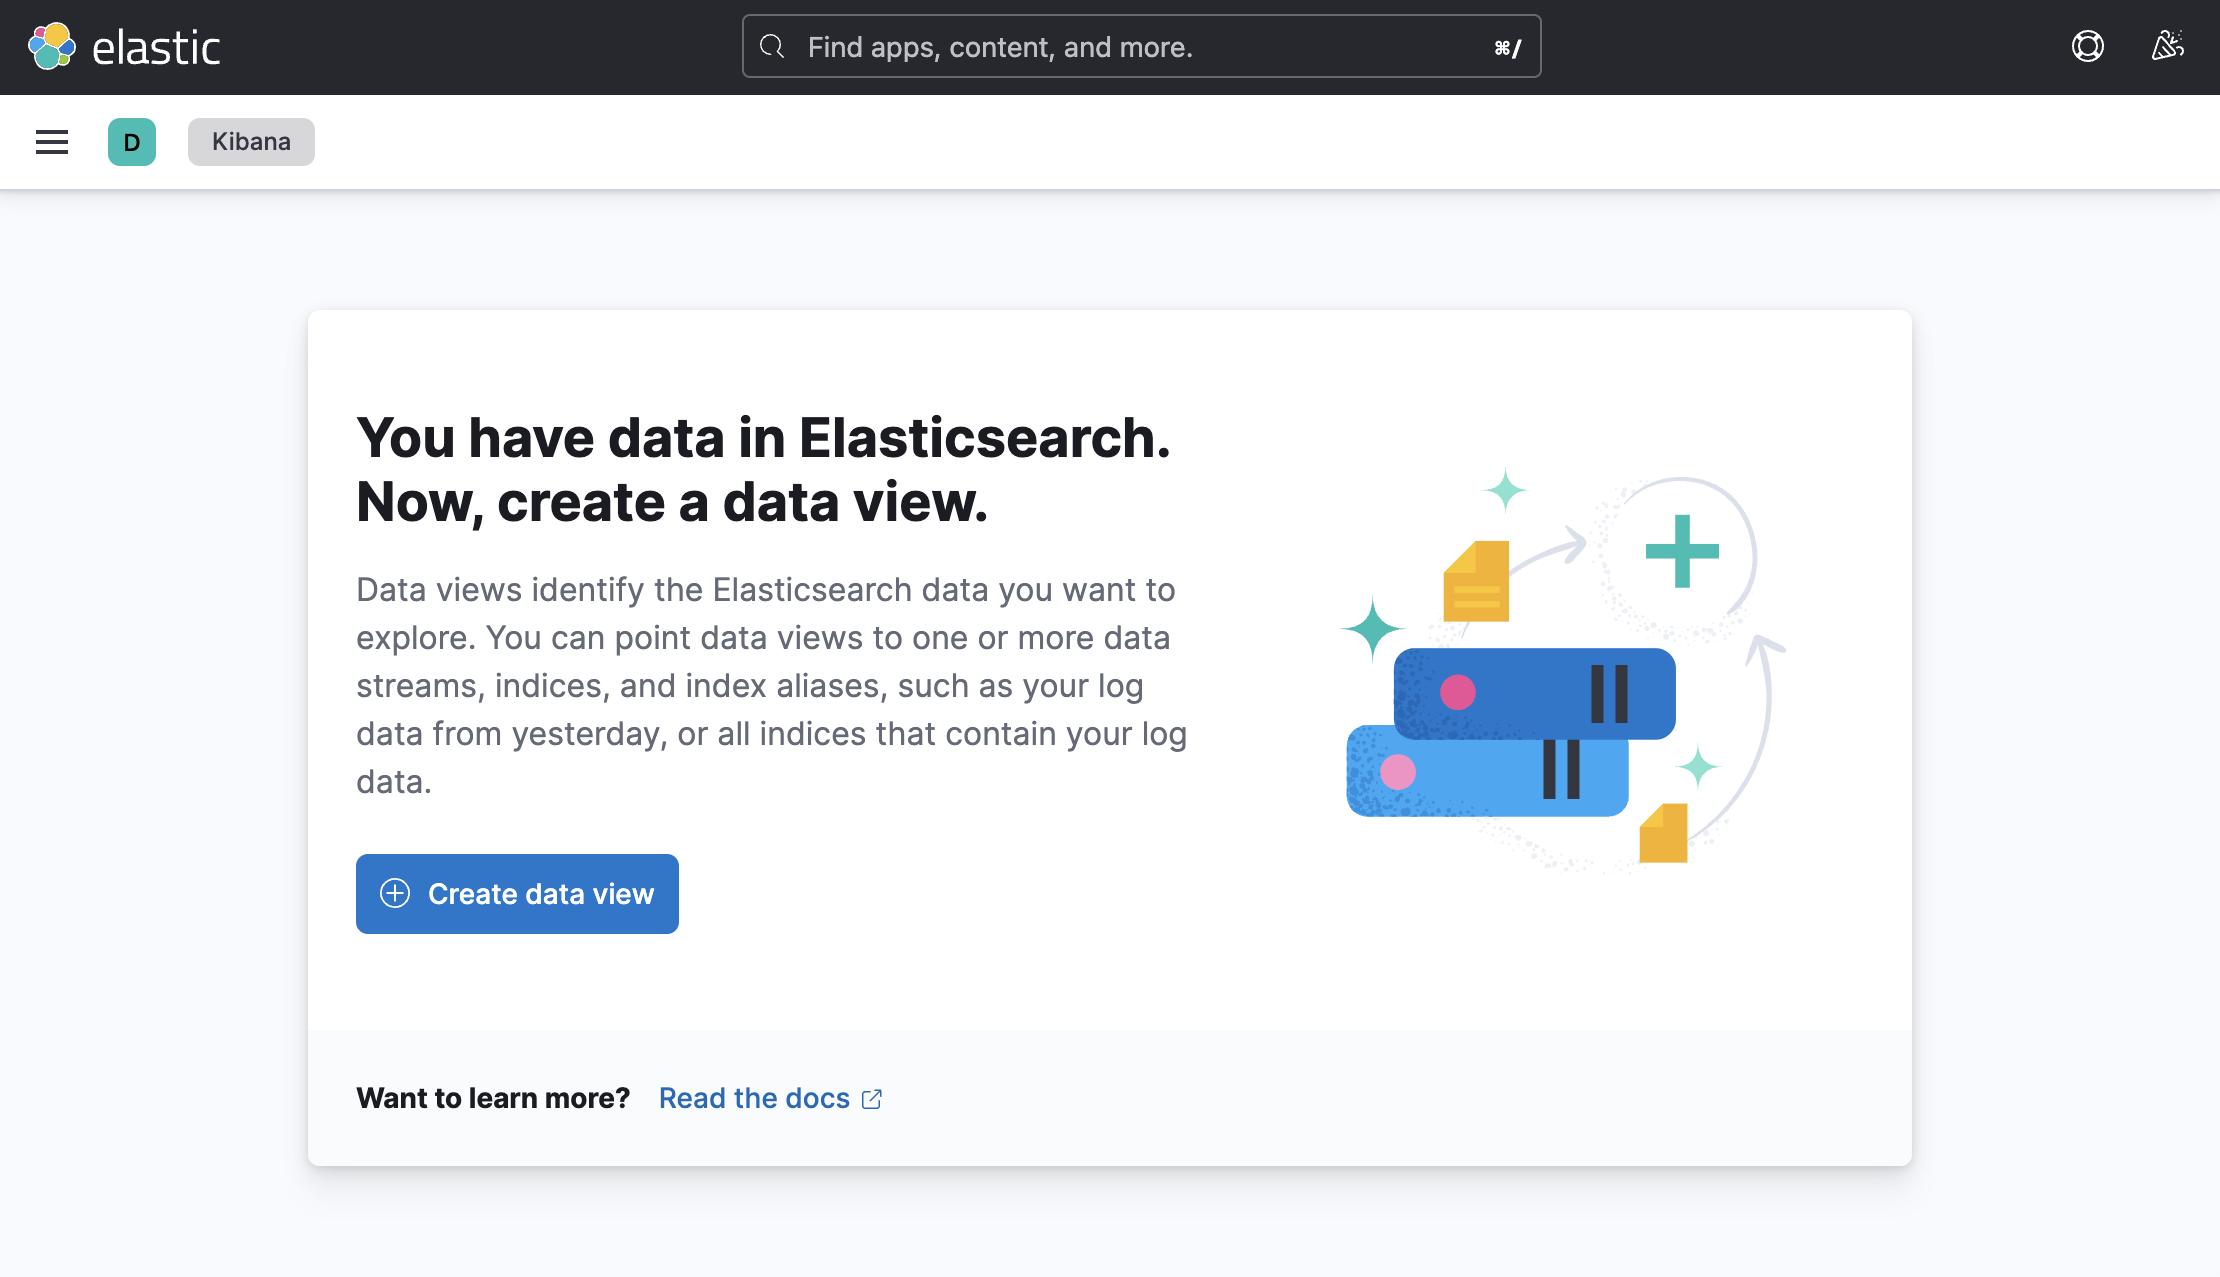 elastic
Find apps, content, and more.
⌘/
D
Kibana
You have data in Elasticsearch.
Now, create a data view.
Data views identify the Elasticsearch data you want to
explore. You can point data views to one or more data
streams, indices, and index aliases, such as your log
data from yesterday, or all indices that contain your log
data.
Create data view
Want to learn more? Read the docs